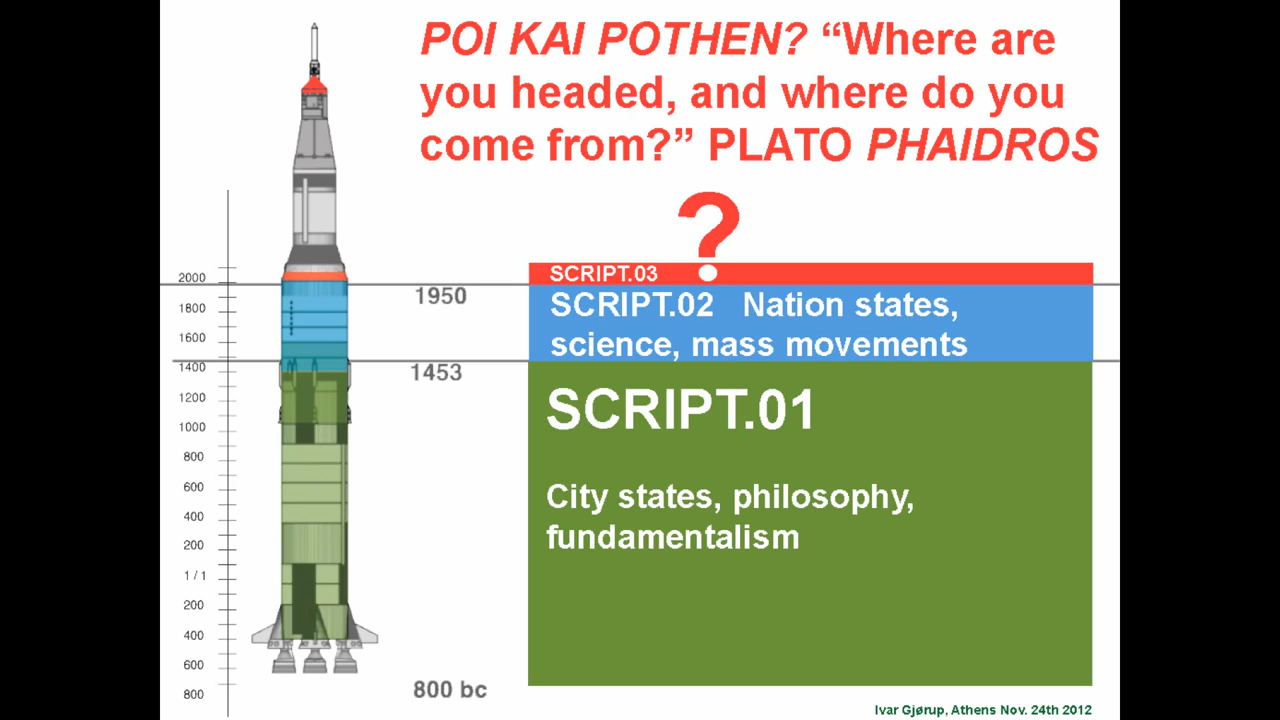 POI KAI POTHEN? “Where are
you headed, and where do you
come from?” PLATO PHAIDROS
?
2000
1800
1600
1400
1200
1000
800
600
400
200
1 / 1
200
400
600
800
1950
1453
800 bc
SCRIPT.03
SCRIPT.02 Nation states,
science, mass movements
SCRIPT.01
City states, philosophy,
fundamentalism
Ivar Gjørup, Athens Nov. 24th 2012